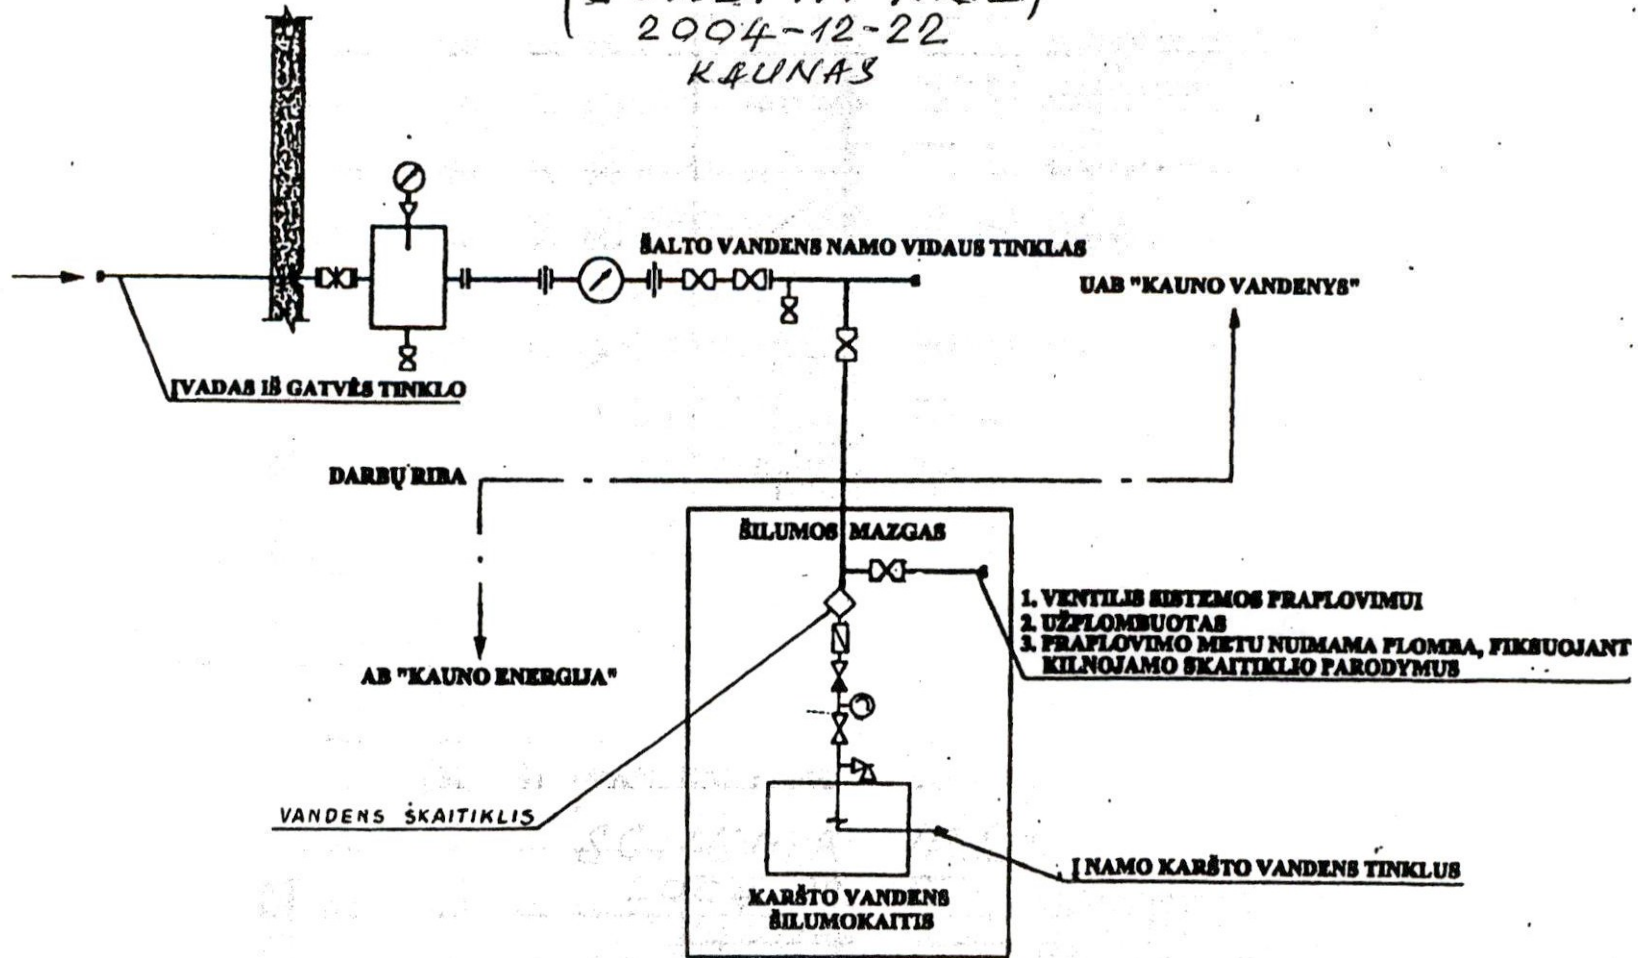 2004-12-22
KAUNAS
ŠALTO VANDENS NAMO VIDAUS TINKLAS
UAB "KAUNO VANDENYS"
ĮVADAS IŠ GATVĖS TINKLO
DARBŲ RIBA
ŠILUMOS MAZGAS
1. VENTILIS SISTEMOS PRAPLOVIMUI
2. UŽPLOMBUOTAS
3. PRAPLOVIMO METU NUIMAMA PLOMBA, FIKSUOJANT
KILNOJAMO SKAITIKLIO PARODYMUS
AB "KAUNO ENERGIJA"
VANDENS SKAITIKLIS
Į NAMO KARŠTO VANDENS TINKLUS
KARŠTO VANDENS
ŠILUMOKAITIS